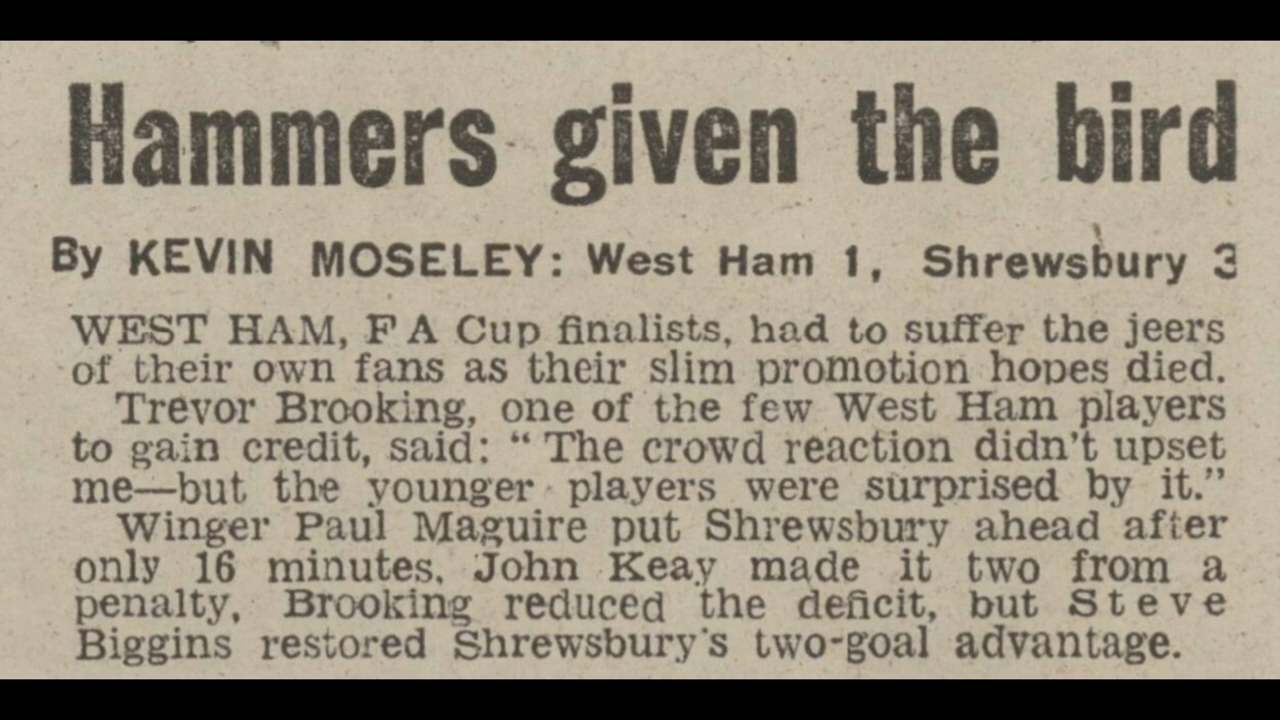 Hammers given the bird
By KEVIN MOSELEY: West Ham 1, Shrewsbury 3
WEST HAM, F A Cup finalists, had to suffer the jeers
of their own fans as their slim promotion hopes died.
Trevor Brooking, one of the few West Ham players
to gain credit, said: “The crowd reaction didn't upset
me—but the younger players were surprised by it.”
Winger Paul Maguire put Shrewsbury ahead after
only 16 minutes. John Keay made it two from a
penalty. Brooking reduced the deficit, but Steve
Biggins restored Shrewsbury's two-goal advantage.